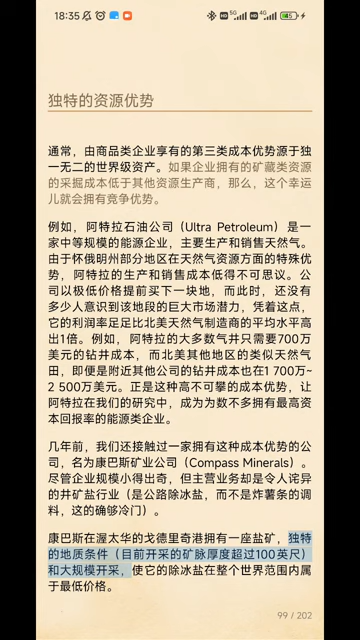 18:35
5G
4G
45
独特的资源优势
通常，由商品类企业享有的第三类成本优势源于独
一无二的世界级资产。如果企业拥有的矿藏类资源
的采掘成本低于其他资源生产商，那么，这个幸运
儿就会拥有竞争优势。
例如，阿特拉石油公司（Ultra Petroleum）是一
家中等规模的能源企业，主要生产和销售天然气。
由于怀俄明州部分地区在天然气资源方面的特殊优
势，阿特拉的生产和销售成本低得不可思议。公司
以极低价格提前买下一块地，而此时，还没有
多少人意识到该地段的巨大市场潜力，凭着这点，
它的利润率足足比北美天然气制造商的平均水平高
出1倍。例如，阿特拉的大多数气井只需要700万
美元的钻井成本，而北美其他地区的类似天然气
田，即便是附近其他公司的钻井成本也在1 700万~
2 500万美元。正是这种高不可攀的成本优势，让
阿特拉在我们的研究中，成为为数不多拥有最高资
本回报率的能源类企业。
几年前，我们还接触过一家拥有这种成本优势的公
司，名为康巴斯矿业公司（Compass Minerals）。
尽管企业规模小得出奇，但主营业务却是令人诧异
的井矿盐行业（是公路除冰盐，而不是炸薯条的调
料，这的确够冷门）。
康巴斯在渥太华的戈德里奇港拥有一座盐矿，独特
的地质条件（目前开采的矿脉厚度超过100英尺）
和大规模开采，使它的除冰盐在整个世界范围内属
于最低价格。
99 / 202